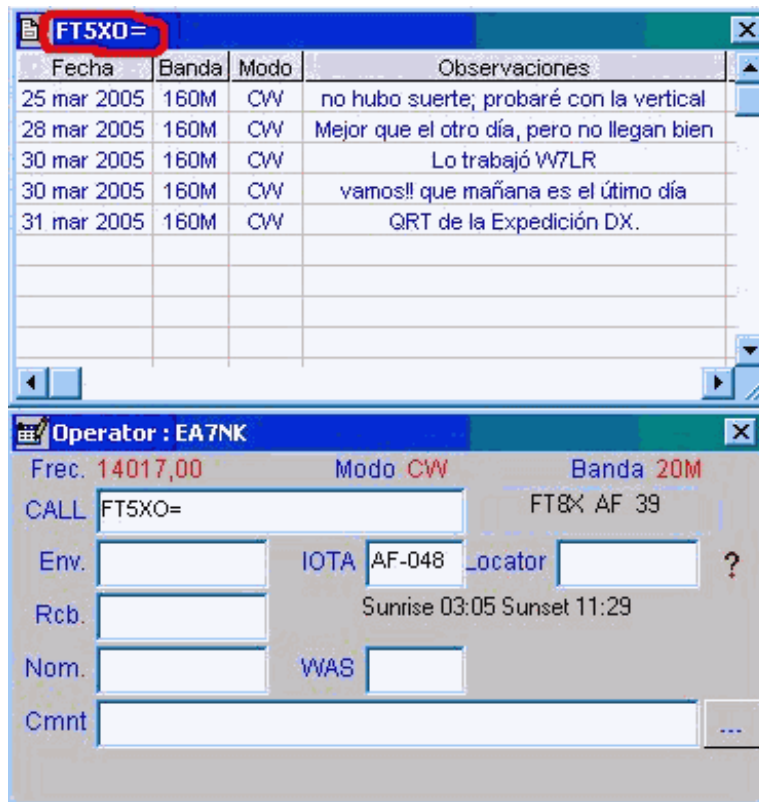 FT5XO=
Fecha Banda Modo Observaciones
25 mar 2005 160M CW no hubo suerte; probaré con la vertical
28 mar 2005 160M CW Mejor que el otro día, pero no llegan bien
30 mar 2005 160M CW Lo trabajó W7LR
30 mar 2005 160M CW vamos!! que mañana es el útimo día
31 mar 2005 160M CW QRT de la Expedición DX.
Operator : EA7NK
Frec. 14017,00 Modo CW Banda 20M
CALL FT5XO= FT8X AF 39
Env. IOTA AF-048 Locator ?
Rcb. Sunrise 03:05 Sunset 11:29
Nom. WAS
Cmnt ...